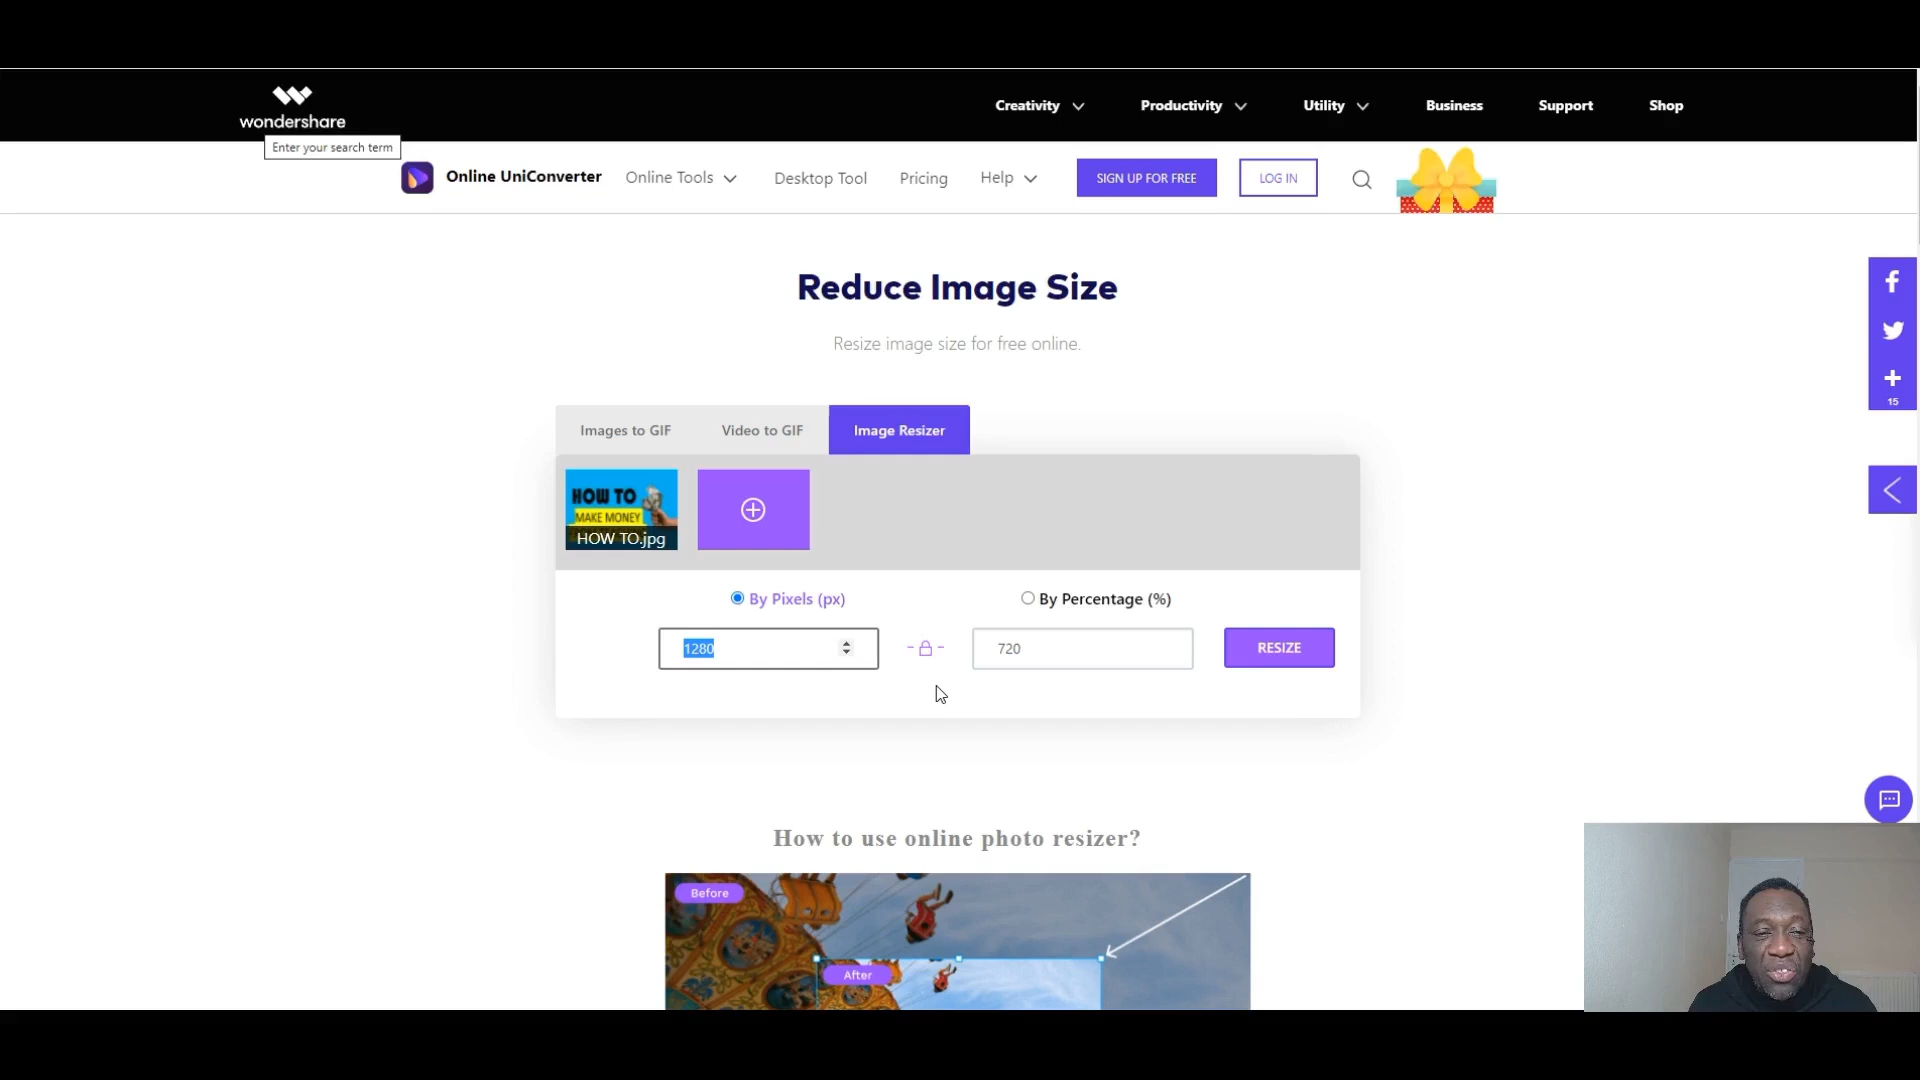 wondershare
Creativity
Productivity
Utility
Business
Support
Shop
Enter your search term
Online UniConverter
Online Tools
Desktop Tool
Pricing
Help
SIGN UP FOR FREE
LOG IN
Reduce Image Size
Resize image size for free online.
15
Images to GIF
Video to GIF
Image Resizer
HOW TO
MAKE MONEY
HOW TO.jpg
By Pixels (px)
By Percentage (%)
1280
720
RESIZE
How to use online photo resizer?
Before
After